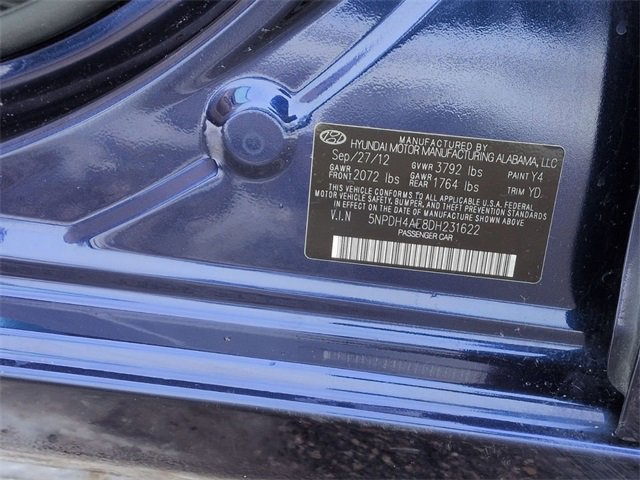 MANUFACTURED BY
HYUNDAI MOTOR MANUFACTURING ALABAMA, LLC
Sep/27/12 GVWR 3792 lbs PAINT Y4
GAWR FRONT 2072 lbs GAWR REAR 1764 lbs TRIM YD
THIS VEHICLE CONFORMS TO ALL APPLICABLE U.S.A. FEDERAL
MOTOR VEHICLE SAFETY, BUMPER, AND THEFT PREVENTION STANDARDS
IN EFFECT ON THE DATE OF MANUFACTURE SHOWN ABOVE.
V.I.N 5NPDH4AE8DH231622
PASSENGER CAR